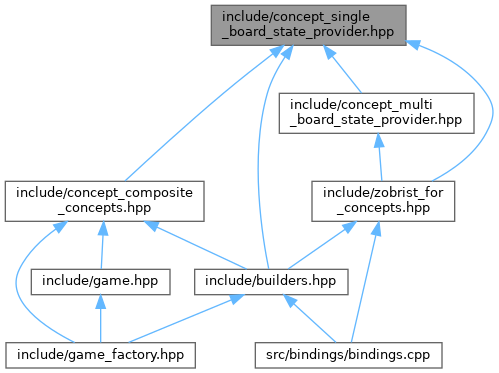 include/concept_single
_board_state_provider.hpp
include/concept_multi
_board_state_provider.hpp
include/concept_composite
_concepts.hpp
include/zobrist_for
_concepts.hpp
include/game.hpp
include/builders.hpp
include/game_factory.hpp
src/bindings/bindings.cpp